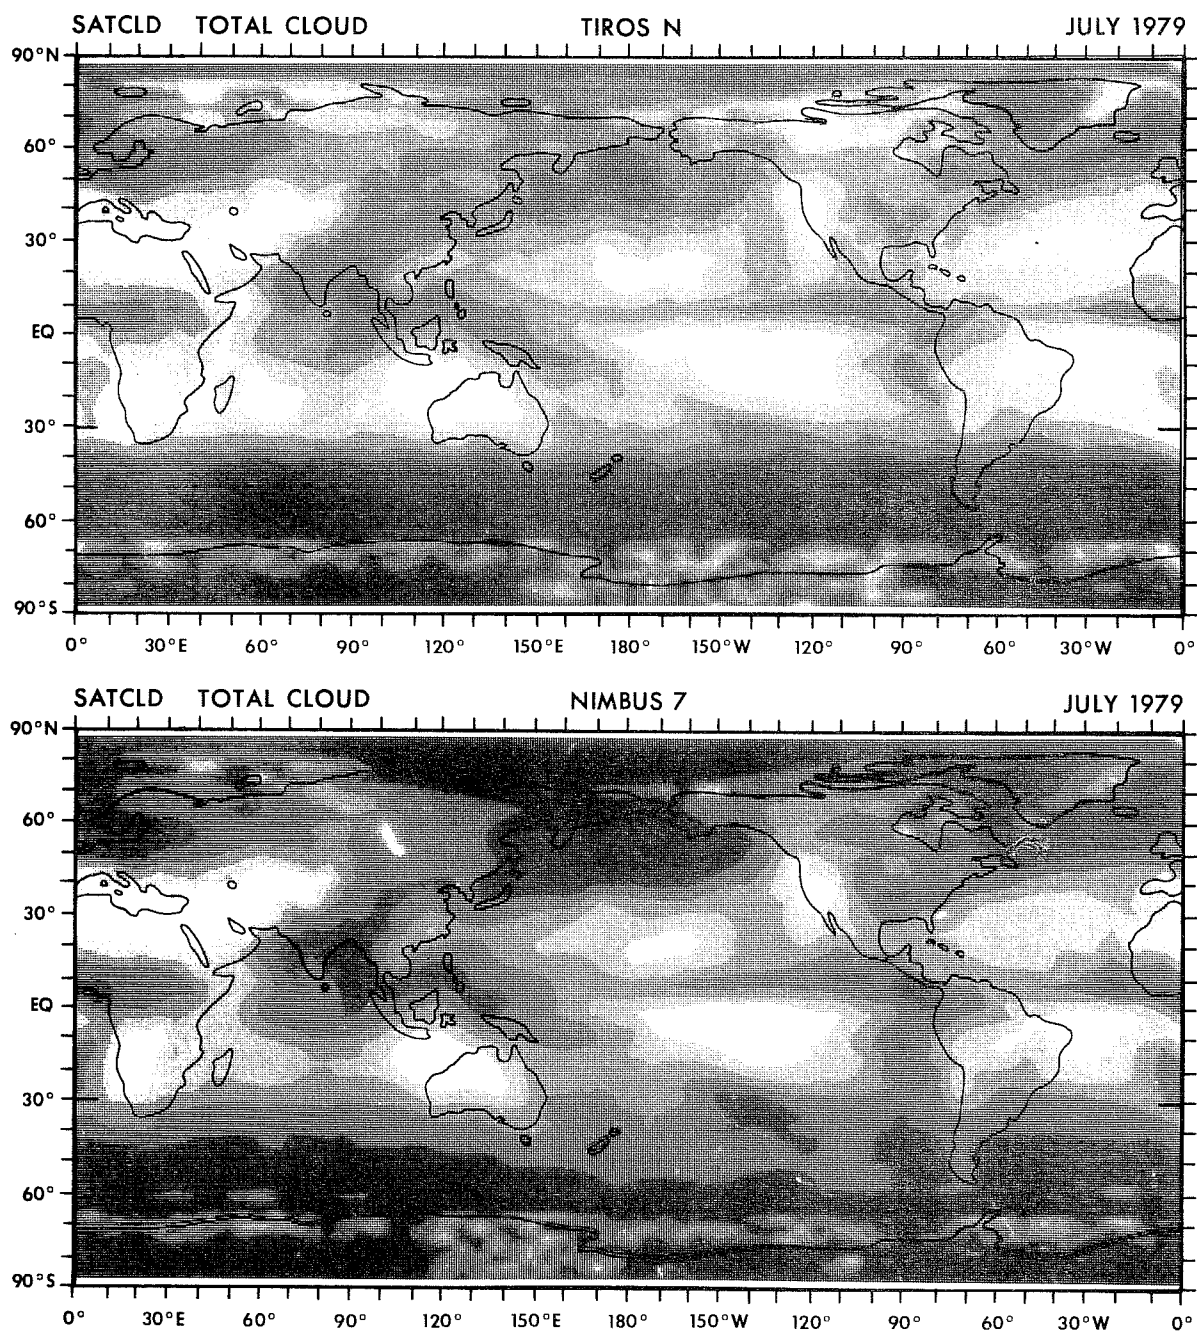 SATCLD TOTAL CLOUD TIROS N JULY 1979
90°N
60°
30°
EQ
30°
60°
90°S
0° 30°E 60° 90° 120° 150°E 180° 150°W 120° 90° 60° 30°W 0°
SATCLD TOTAL CLOUD NIMBUS 7 JULY 1979
90°N
60°
30°
EQ
30°
60°
90°S
0° 30°E 60° 90° 120° 150°E 180° 150°W 120° 90° 60° 30°W 0°